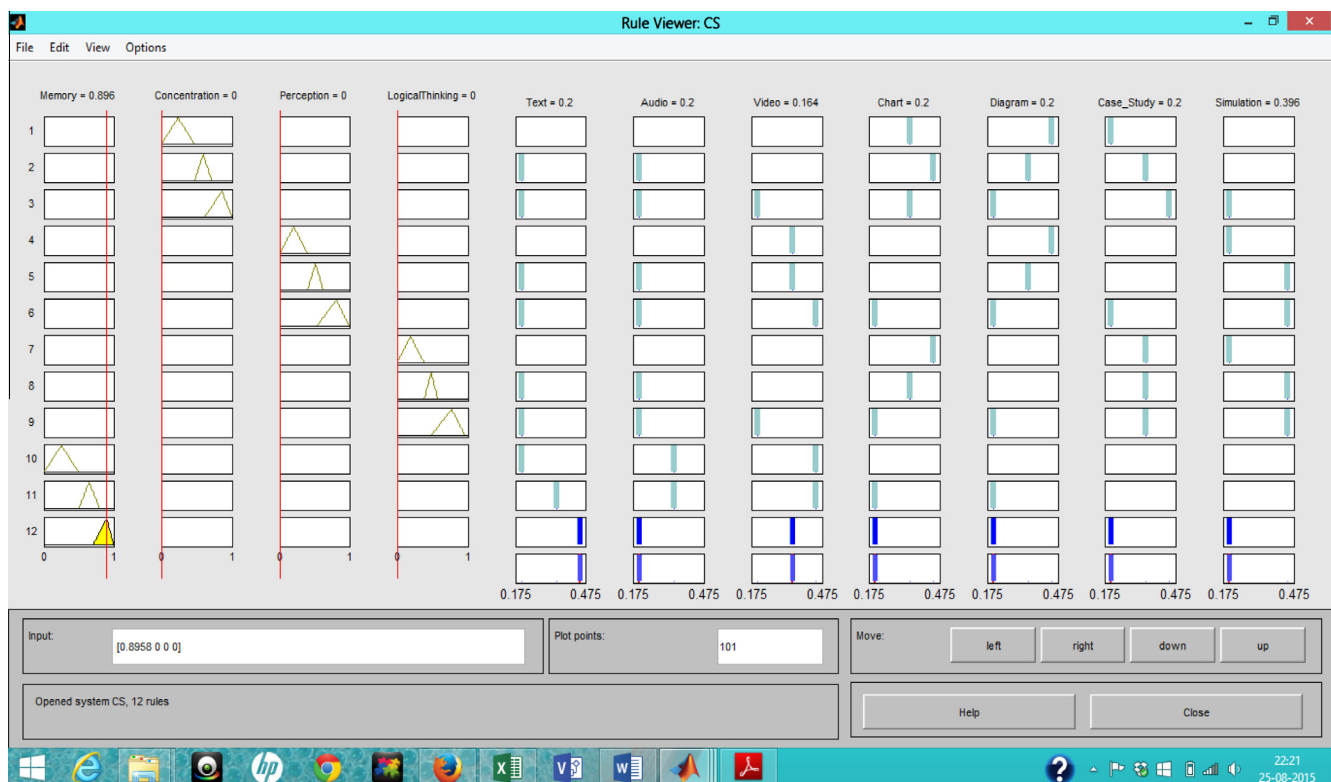 Rule Viewer: CS
File Edit View Options
Memory = 0.896 Concentration = 0 Perception = 0 LogicalThinking = 0 Text = 0.2 Audio = 0.2 Video = 0.164 Chart = 0.2 Diagram = 0.2 Case_Study = 0.2 Simulation = 0.396
1
2
3
4
5
6
7
8
9
10
11
12
0 1 0 1 0 1 0 1
0.175 0.475 0.175 0.475 0.175 0.475 0.175 0.475 0.175 0.475 0.175 0.475 0.175 0.475
Input: [0.8958 0 0 0] Plot points: 101 Move: left right down up
Opened system CS, 12 rules Help Close
hp
22:21
25-08-2015